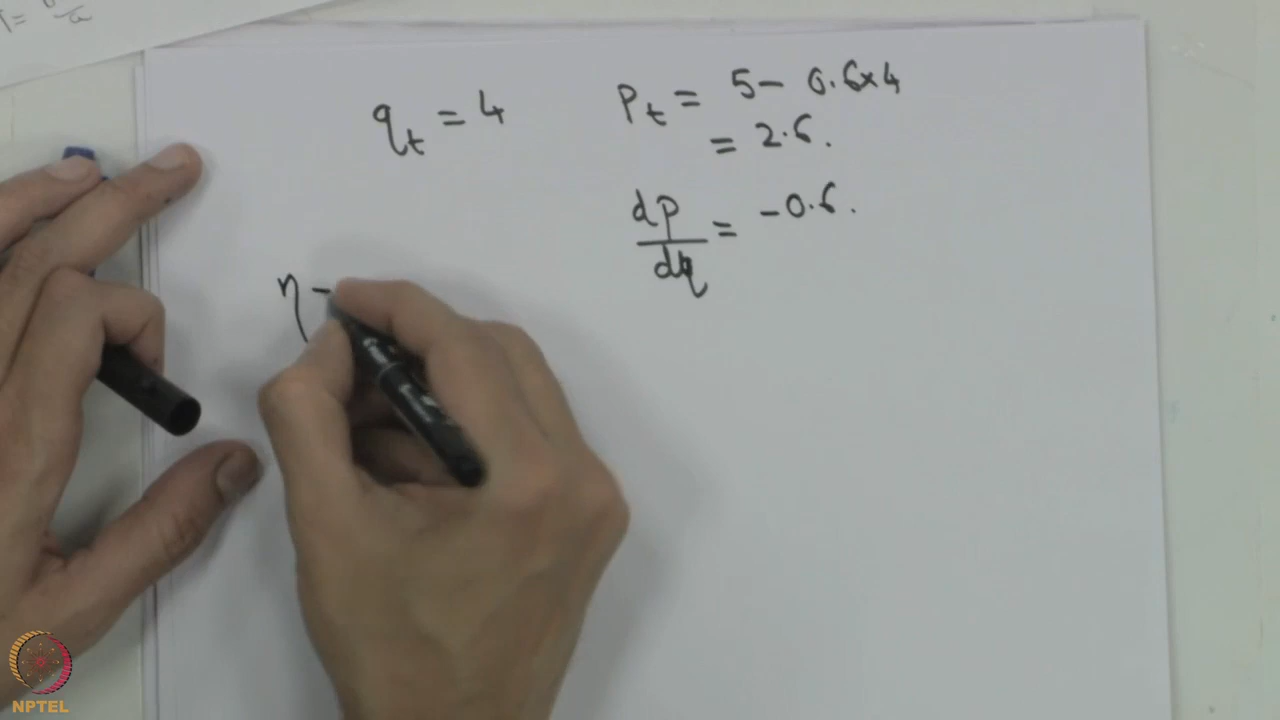 q_t = 4
P_t = 5 - 0.6×4
= 2.6.
dp/dq = -0.6.
η -
NPTEL